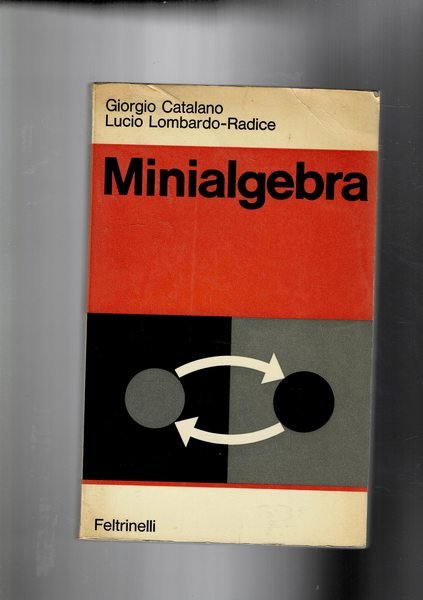 Giorgio Catalano
Lucio Lombardo-Radice
Minialgebra
Feltrinelli